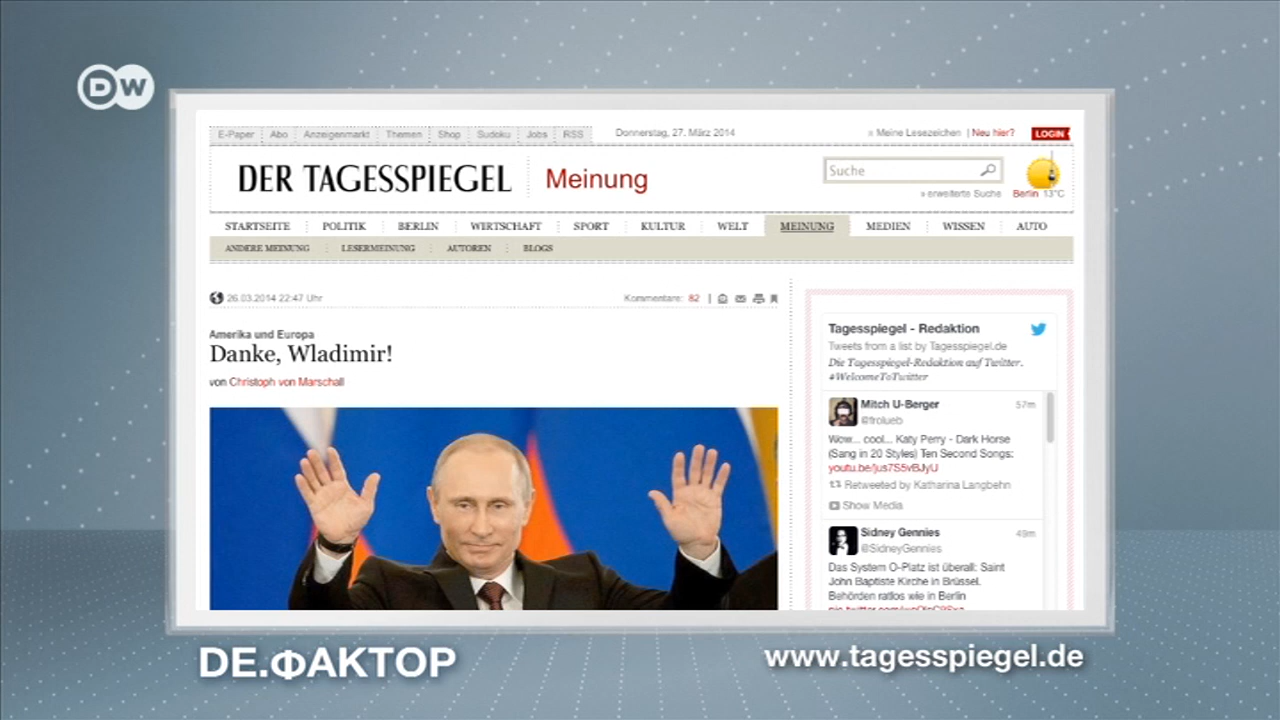 DW
E-Paper Abo Anzeigenmarkt Themen Shop Sudoku Jobs RSS Donnerstag, 27. März 2014 » Meine Lesezeichen | Neu hier? LOGIN
DER TAGESSPIEGEL Meinung Suche
» erweiterte Suche Berlin 13°C
STARTSEITE POLITIK BERLIN WIRTSCHAFT SPORT KULTUR WELT MEINUNG MEDIEN WISSEN AUTO
ANDERE MEINUNG LESERMEINUNG AUTOREN BLOGS
26.03.2014 22:47 Uhr Kommentare: 82
Amerika und Europa
Danke, Wladimir!
von Christoph von Marschall
Tagesspiegel - Redaktion
Tweets from a list by Tagesspiegel.de
Die Tagesspiegel-Redaktion auf Twitter.
#WelcomeToTwitter
Mitch U-Berger 57m
@frolueb
Wow... cool... Katy Perry - Dark Horse
(Sang in 20 Styles) Ten Second Songs:
youtu.be/jus7S5vBJyU
Retweeted by Katharina Langbehn
Show Media
Sidney Gennies 49m
@SidneyGennies
Das System O-Platz ist überall: Saint
John Baptiste Kirche in Brüssel.
Behörden ratlos wie in Berlin
DE.ФАКТОР
www.tagesspiegel.de